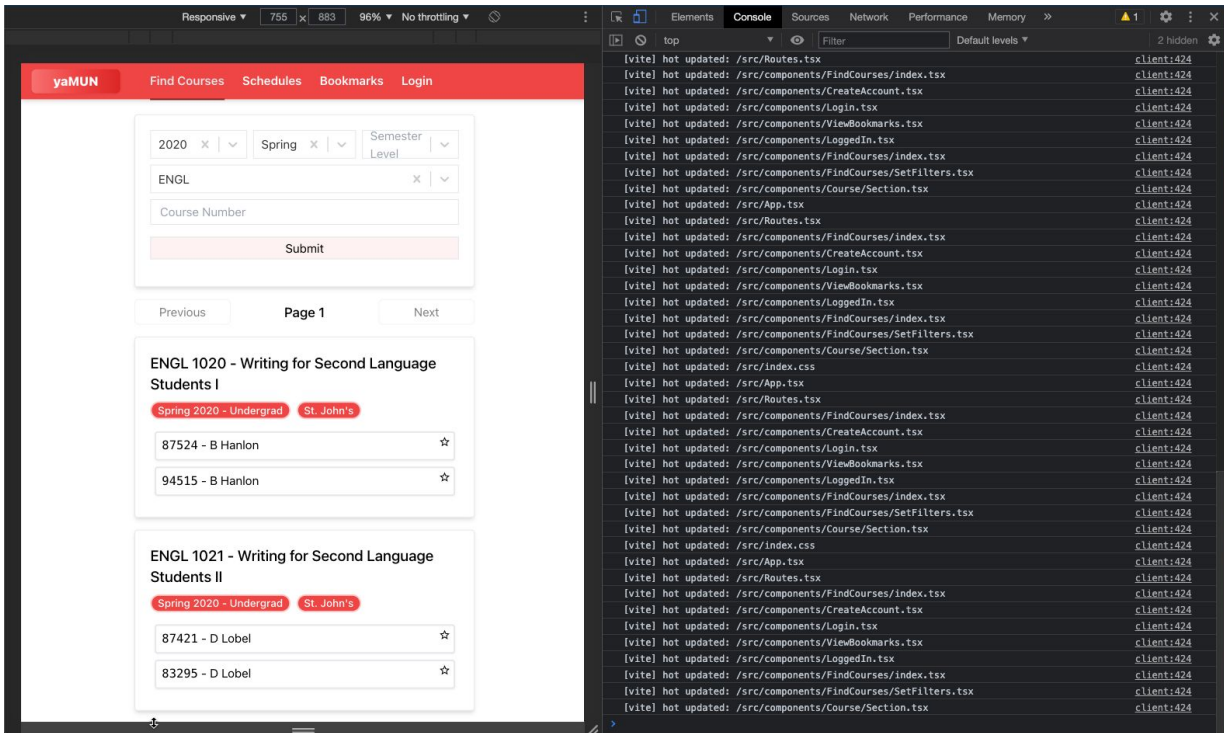 Responsive ▼ 755 x 883 96% ▼ No throttling ▼
yaMUN Find Courses Schedules Bookmarks Login
2020 Spring Semester Level
ENGL
Course Number
Submit
Previous Page 1 Next
ENGL 1020 - Writing for Second Language
Students I
Spring 2020 - Undergrad St. John's
87524 - B Hanlon
94515 - B Hanlon
ENGL 1021 - Writing for Second Language
Students II
Spring 2020 - Undergrad St. John's
87421 - D Lobel
83295 - D Lobel
Elements Console Sources Network Performance Memory » 1
top ▼ Filter Default levels ▼ 2 hidden
[vite] hot updated: /src/Routes.tsx client:424
[vite] hot updated: /src/components/FindCourses/index.tsx client:424
[vite] hot updated: /src/components/CreateAccount.tsx client:424
[vite] hot updated: /src/components/Login.tsx client:424
[vite] hot updated: /src/components/ViewBookmarks.tsx client:424
[vite] hot updated: /src/components/LoggedIn.tsx client:424
[vite] hot updated: /src/components/FindCourses/index.tsx client:424
[vite] hot updated: /src/components/FindCourses/SetFilters.tsx client:424
[vite] hot updated: /src/components/Course/Section.tsx client:424
[vite] hot updated: /src/App.tsx client:424
[vite] hot updated: /src/Routes.tsx client:424
[vite] hot updated: /src/components/FindCourses/index.tsx client:424
[vite] hot updated: /src/components/CreateAccount.tsx client:424
[vite] hot updated: /src/components/Login.tsx client:424
[vite] hot updated: /src/components/ViewBookmarks.tsx client:424
[vite] hot updated: /src/components/LoggedIn.tsx client:424
[vite] hot updated: /src/components/FindCourses/index.tsx client:424
[vite] hot updated: /src/components/FindCourses/SetFilters.tsx client:424
[vite] hot updated: /src/components/Course/Section.tsx client:424
[vite] hot updated: /src/index.css client:424
[vite] hot updated: /src/App.tsx client:424
[vite] hot updated: /src/Routes.tsx client:424
[vite] hot updated: /src/components/FindCourses/index.tsx client:424
[vite] hot updated: /src/components/CreateAccount.tsx client:424
[vite] hot updated: /src/components/Login.tsx client:424
[vite] hot updated: /src/components/ViewBookmarks.tsx client:424
[vite] hot updated: /src/components/LoggedIn.tsx client:424
[vite] hot updated: /src/components/FindCourses/index.tsx client:424
[vite] hot updated: /src/components/FindCourses/SetFilters.tsx client:424
[vite] hot updated: /src/components/Course/Section.tsx client:424
[vite] hot updated: /src/index.css client:424
[vite] hot updated: /src/App.tsx client:424
[vite] hot updated: /src/Routes.tsx client:424
[vite] hot updated: /src/components/FindCourses/index.tsx client:424
[vite] hot updated: /src/components/CreateAccount.tsx client:424
[vite] hot updated: /src/components/Login.tsx client:424
[vite] hot updated: /src/components/ViewBookmarks.tsx client:424
[vite] hot updated: /src/components/LoggedIn.tsx client:424
[vite] hot updated: /src/components/FindCourses/index.tsx client:424
[vite] hot updated: /src/components/FindCourses/SetFilters.tsx client:424
[vite] hot updated: /src/components/Course/Section.tsx client:424